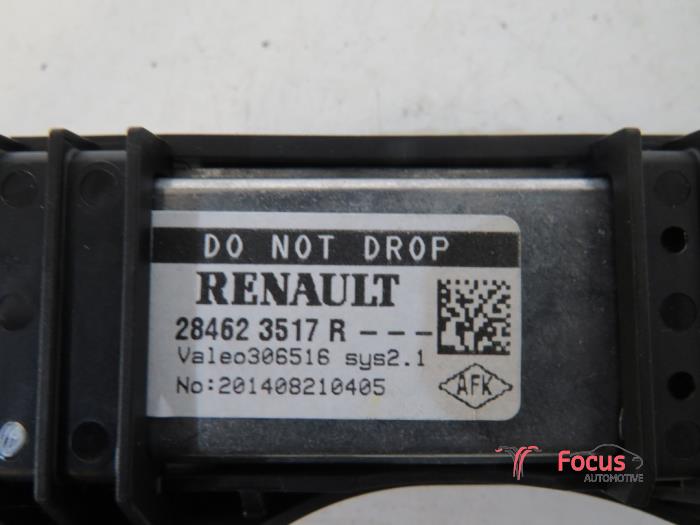 DO NOT DROP
RENAULT
28462 3517 R ---
Valeo306516 sys2.1
No:201408210405
AFK
Focus
AUTOMOTIVE